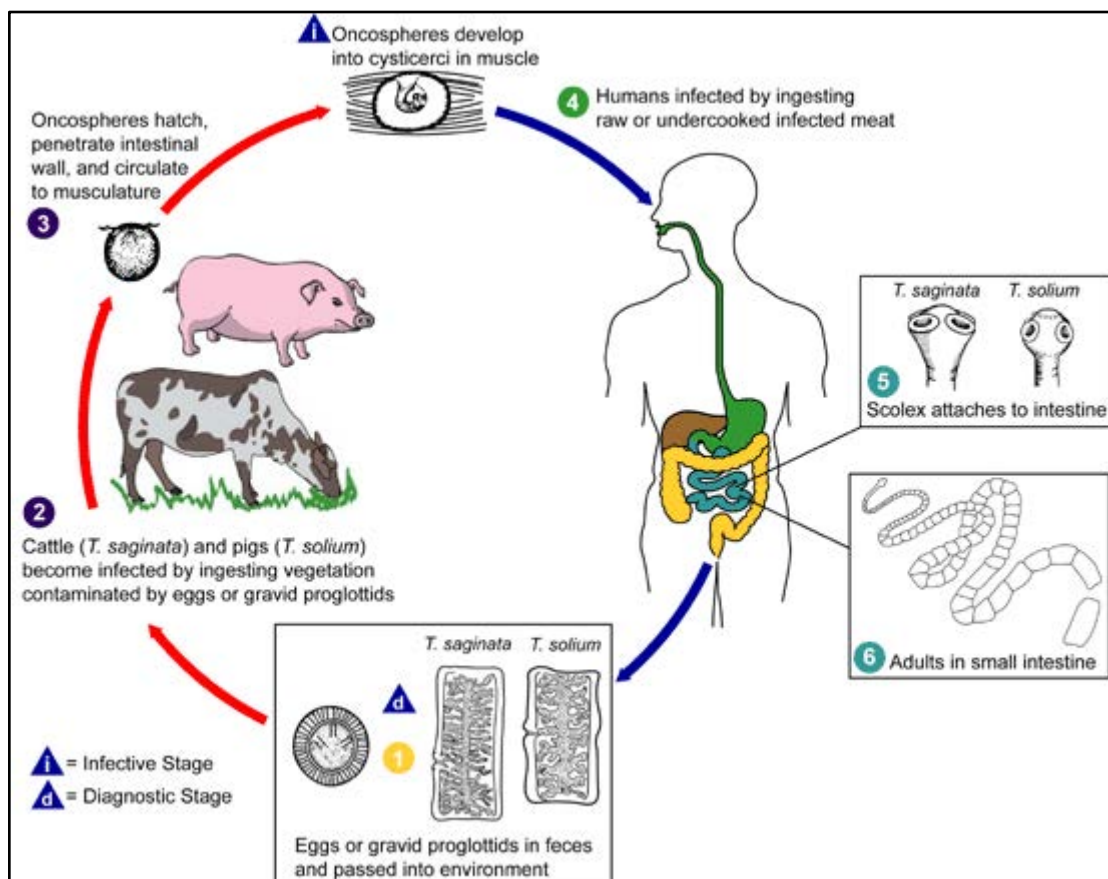 i
Oncospheres develop
into cysticerci in muscle
4
Humans infected by ingesting
raw or undercooked infected meat
Oncospheres hatch,
penetrate intestinal
wall, and circulate
to musculature
3
T. saginata T. solium
5
Scolex attaches to intestine
6
Adults in small intestine
2
Cattle (T. saginata) and pigs (T. solium)
become infected by ingesting vegetation
contaminated by eggs or gravid proglottids
T. saginata T. solium
d
1
Eggs or gravid proglottids in feces
and passed into environment
i = Infective Stage
d = Diagnostic Stage